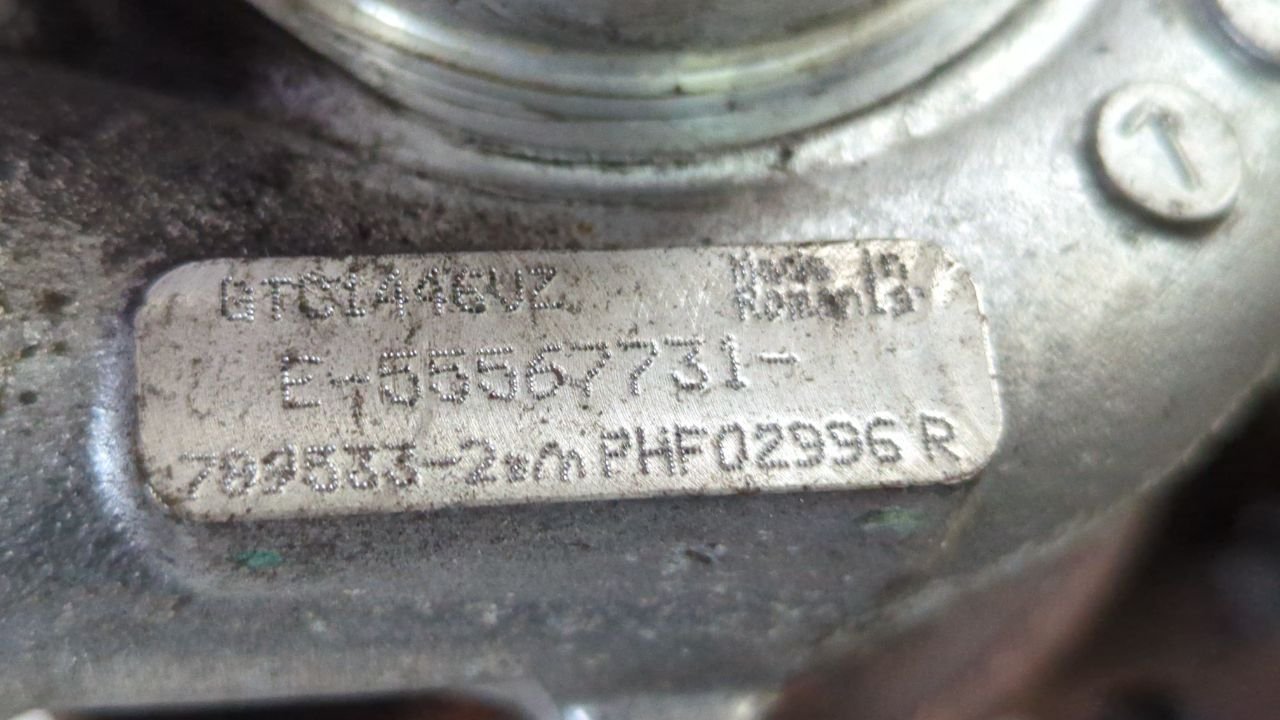 GTC1446VZ
Made in
Romania
E-55567731-
789533-2 PHF02996 R